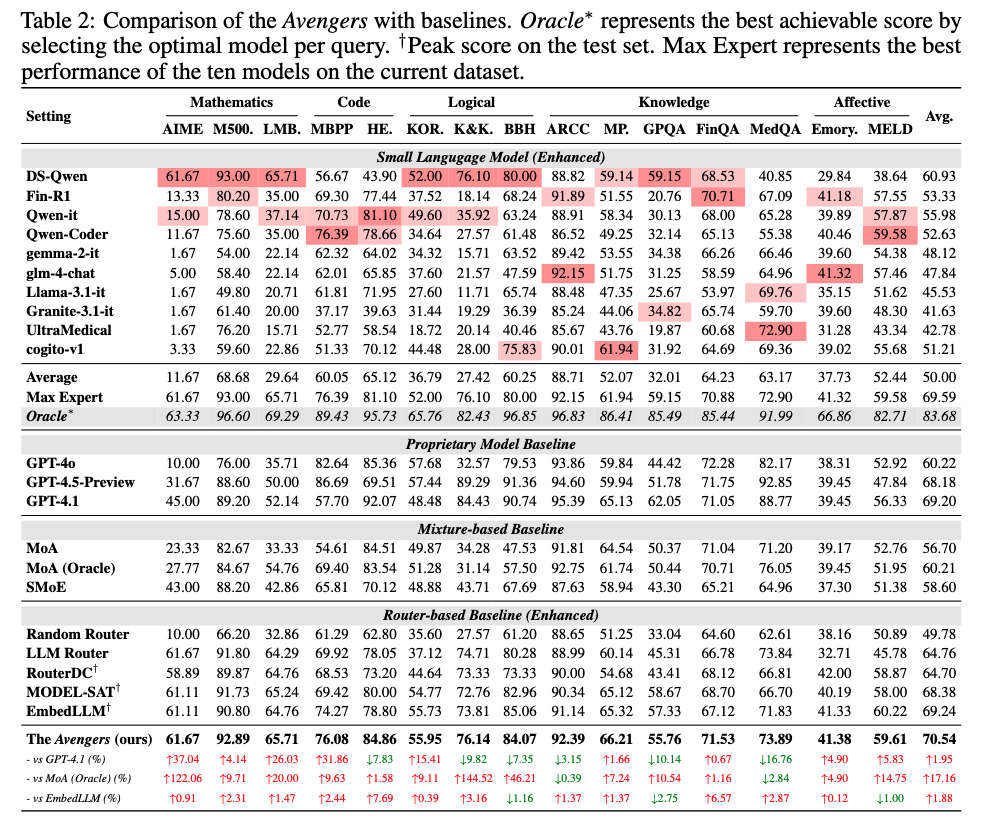 Table 2: Comparison of the Avengers with baselines. Oracle* represents the best achievable score by
selecting the optimal model per query. †Peak score on the test set. Max Expert represents the best
performance of the ten models on the current dataset.
Setting Mathematics Code Logical Knowledge Affective Avg.
AIME M500. LMB. MBPP HE. KOR. K&K. BBH ARCC MP. GPQA FinQA MedQA Emory. MELD
Small Langugage Model (Enhanced)
DS-Qwen 61.67 93.00 65.71 56.67 43.90 52.00 76.10 80.00 88.82 59.14 59.15 68.53 40.85 29.84 38.64 60.93
Fin-R1 13.33 80.20 35.00 69.30 77.44 37.52 18.14 68.24 91.89 51.55 20.76 70.71 67.09 41.18 57.55 53.33
Qwen-it 15.00 78.60 37.14 70.73 81.10 49.60 35.92 63.24 88.91 58.34 30.13 68.00 65.28 39.89 57.87 55.98
Qwen-Coder 11.67 75.60 35.00 76.39 78.66 34.64 27.57 61.48 86.52 49.25 32.14 65.13 55.38 40.46 59.58 52.63
gemma-2-it 1.67 54.00 22.14 62.32 64.02 34.32 15.71 63.52 89.42 53.55 34.38 66.26 66.46 39.60 54.38 48.12
glm-4-chat 5.00 58.40 22.14 62.01 65.85 37.60 21.57 47.59 92.15 51.75 31.25 58.59 64.96 41.32 57.46 47.84
Llama-3.1-it 1.67 49.80 20.71 61.81 71.95 27.60 11.71 65.74 88.48 47.35 25.67 53.97 69.76 35.15 51.62 45.53
Granite-3.1-it 1.67 61.40 20.00 37.17 39.63 31.44 19.29 36.39 85.24 44.06 34.82 65.74 59.70 39.60 48.30 41.63
UltraMedical 1.67 76.20 15.71 52.77 58.54 18.72 20.14 40.46 85.67 43.76 19.87 60.68 72.90 31.28 43.34 42.78
cogito-v1 3.33 59.60 22.86 51.33 70.12 44.48 28.00 75.83 90.01 61.94 31.92 64.69 69.36 39.02 55.68 51.21
Average 11.67 68.68 29.64 60.05 65.12 36.79 27.42 60.25 88.71 52.07 32.01 64.23 63.17 37.73 52.44 50.00
Max Expert 61.67 93.00 65.71 76.39 81.10 52.00 76.10 80.00 92.15 61.94 59.15 70.88 72.90 41.32 59.58 69.59
Oracle* 63.33 96.60 69.29 89.43 95.73 65.76 82.43 96.85 96.83 86.41 85.49 85.44 91.99 66.86 82.71 83.68
Proprietary Model Baseline
GPT-4o 10.00 76.00 35.71 82.64 85.36 57.68 32.57 79.53 93.86 59.84 44.42 72.28 82.17 38.31 52.92 60.22
GPT-4.5-Preview 31.67 88.60 50.00 86.69 69.51 57.44 89.29 91.36 94.60 59.94 51.78 71.75 92.85 39.45 47.84 68.18
GPT-4.1 45.00 89.20 52.14 57.70 92.07 48.48 84.43 90.74 95.39 65.13 62.05 71.05 88.77 39.45 56.33 69.20
Mixture-based Baseline
MoA 23.33 82.67 33.33 54.61 84.51 49.87 34.28 47.53 91.81 64.54 50.37 71.04 71.20 39.17 52.76 56.70
MoA (Oracle) 27.77 84.67 54.76 69.40 83.54 51.28 31.14 57.50 92.75 61.74 50.44 70.71 76.05 39.45 51.95 60.21
SMoE 43.00 88.20 42.86 65.81 70.12 48.88 43.71 67.69 87.63 58.94 43.30 65.21 64.96 37.30 51.38 58.60
Router-based Baseline (Enhanced)
Random Router 10.00 66.20 32.86 61.29 62.80 35.60 27.57 61.20 88.65 51.25 33.04 64.60 62.61 38.16 50.89 49.78
LLM Router 61.67 91.80 64.29 69.92 78.05 37.12 74.71 80.28 88.99 60.14 45.31 66.78 73.84 32.71 45.78 64.76
RouterDC† 58.89 89.87 64.76 68.53 73.20 44.64 73.33 73.33 90.00 54.68 43.41 68.12 66.81 42.00 58.87 64.70
MODEL-SAT† 61.11 91.73 65.24 69.42 80.00 54.77 72.76 82.96 90.34 65.12 58.67 68.70 66.70 40.19 58.00 68.38
EmbedLLM† 61.11 90.80 64.76 74.27 78.80 55.73 73.81 85.06 91.14 65.32 57.33 67.12 71.83 41.33 60.22 69.24
The Avengers (ours) 61.67 92.89 65.71 76.08 84.86 55.95 76.14 84.07 92.39 66.21 55.76 71.53 73.89 41.38 59.61 70.54
- vs GPT-4.1 (%) ↑37.04 ↑4.14 ↑26.03 ↑31.86 ↓7.83 ↑15.41 ↓9.82 ↓7.35 ↓3.15 ↑1.66 ↓10.14 ↑0.67 ↓16.76 ↑4.90 ↑5.83 ↑1.95
- vs MoA (Oracle) (%) ↑122.06 ↑9.71 ↑20.00 ↑9.63 ↑1.58 ↑9.11 ↑144.52 ↑46.21 ↓0.39 ↑7.24 ↑10.54 ↑1.16 ↓2.84 ↑4.90 ↑14.75 ↑17.16
- vs EmbedLLM (%) ↑0.91 ↑2.31 ↑1.47 ↑2.44 ↑7.69 ↑0.39 ↑3.16 ↓1.16 ↑1.37 ↑1.37 ↓2.75 ↑6.57 ↑2.87 ↑0.12 ↓1.00 ↑1.88